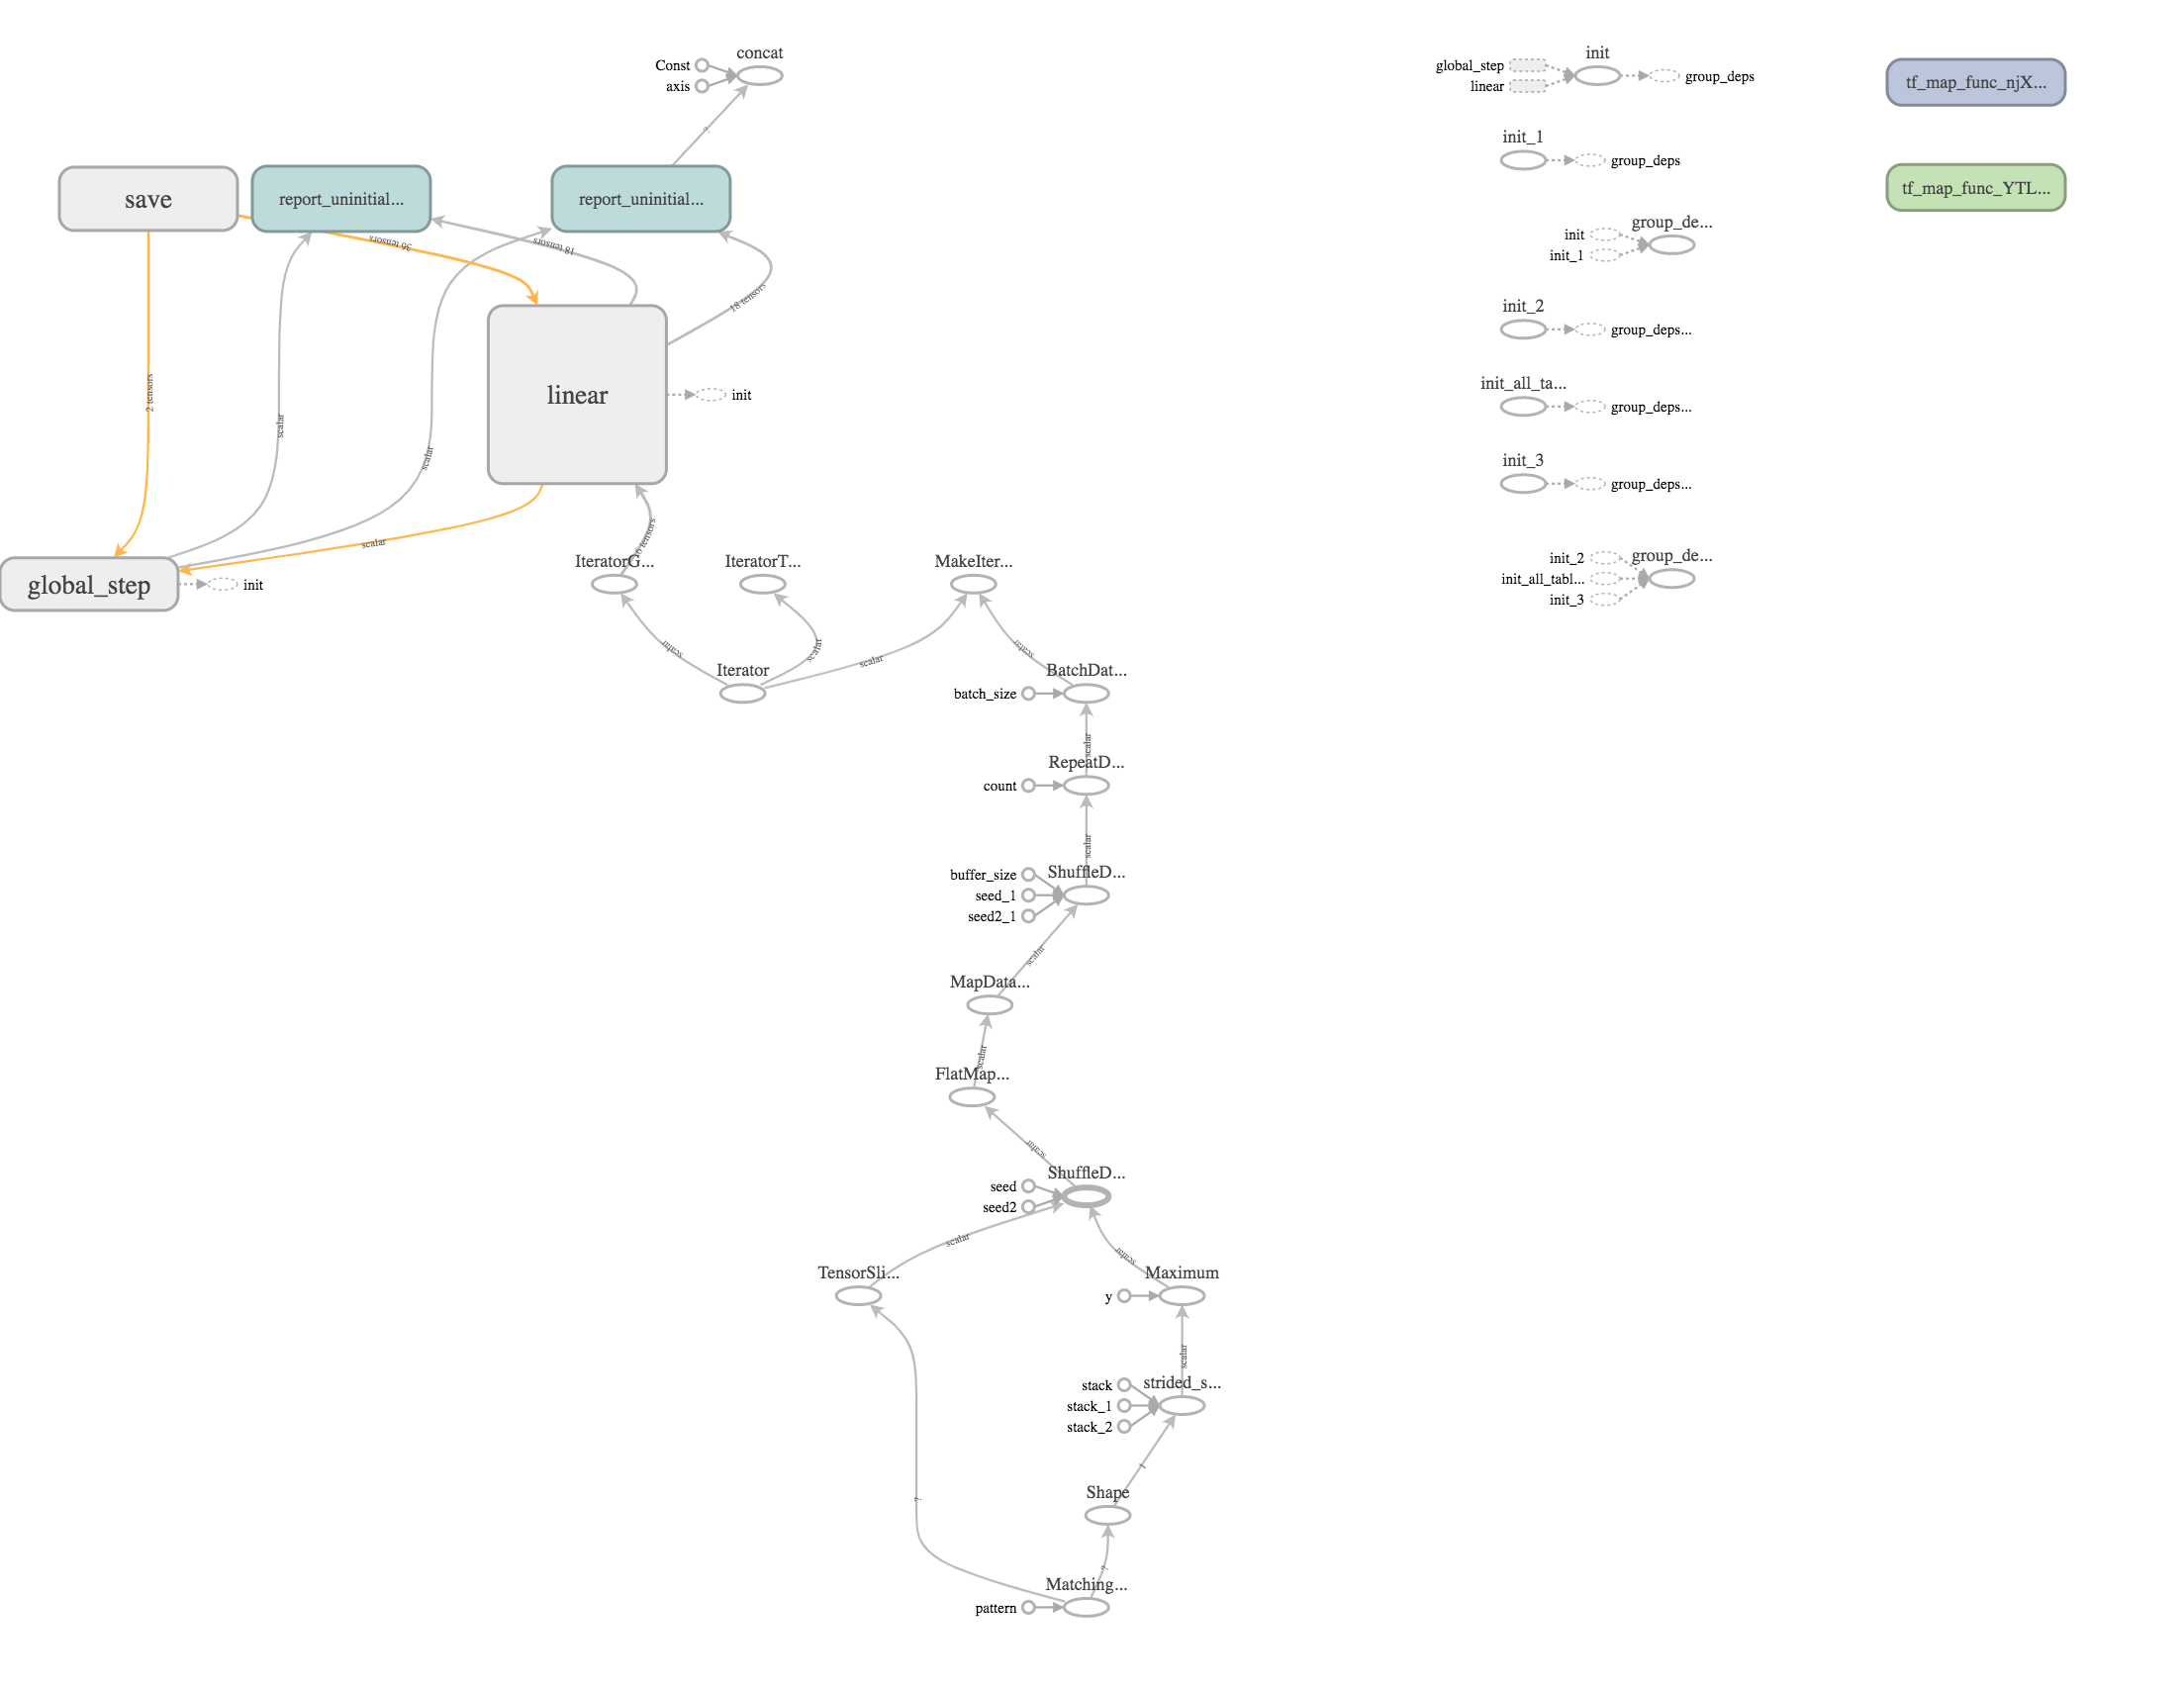 concat
Const
axis
save
report_uninitial...
report_uninitial...
?
36 tensors
18 tensors
18 tensors
linear
init
2 tensors
scalar
scalar
scalar
global_step
init
IteratorG...
IteratorT...
MakeIter...
scalar
scalar
scalar
scalar
Iterator
BatchDat...
batch_size
scalar
RepeatD...
count
scalar
ShuffleD...
buffer_size
seed_1
seed2_1
scalar
MapData...
scalar
FlatMap...
scalar
ShuffleD...
seed
seed2
scalar
scalar
TensorSli...
Maximum
y
scalar
strided_s...
stack
stack_1
stack_2
1
?
Shape
?
Matching...
pattern
init
global_step
linear
group_deps
init_1
group_deps
group_de...
init
init_1
init_2
group_deps...
init_all_ta...
group_deps...
init_3
group_deps...
group_de...
init_2
init_all_tabl...
init_3
tf_map_func_njX...
tf_map_func_YTL...